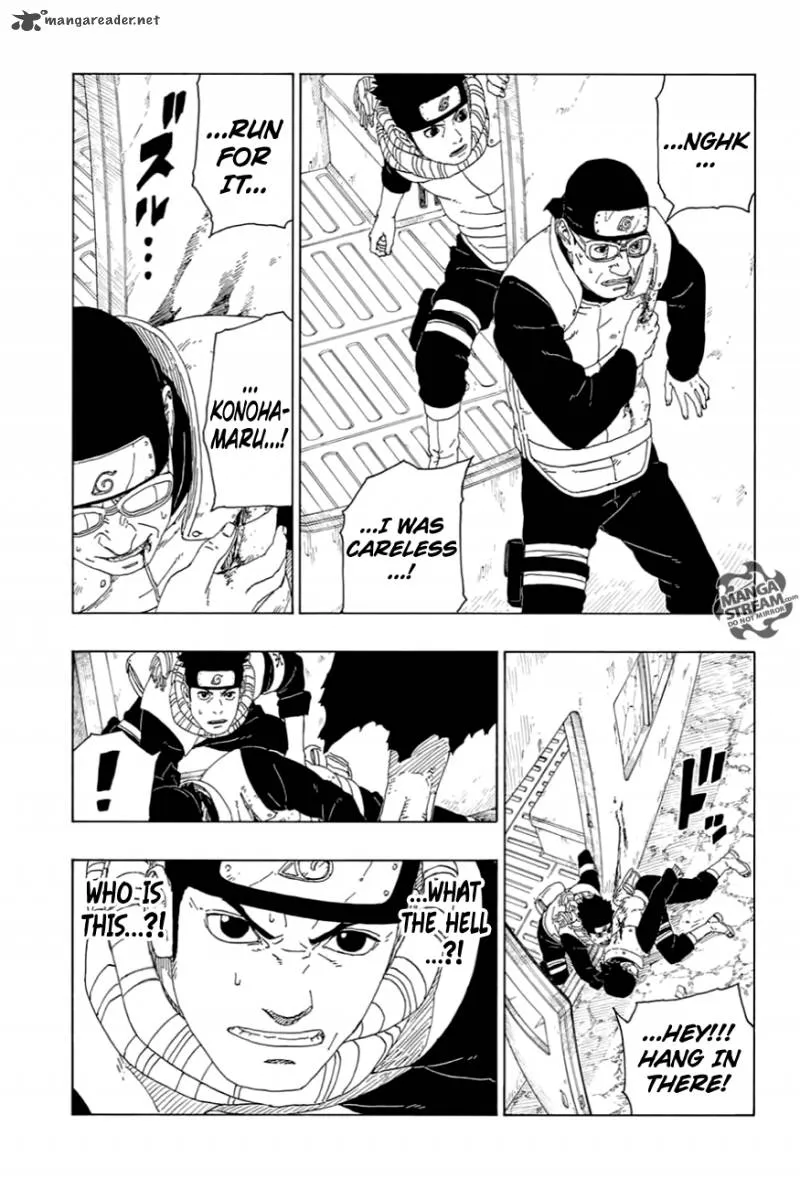 mangareader.net
...NGHK
...
...I WAS
CARELESS
...!
...RUN
FOR
IT...
ズル...
...
KONOHA-
MARU...!
MANGA
STREAM.com
DO NOT MIRROR
ドッ
...HEY!!!
HANG IN
THERE!
!
...WHAT
THE HELL
...?!
WHO IS
THIS...?!